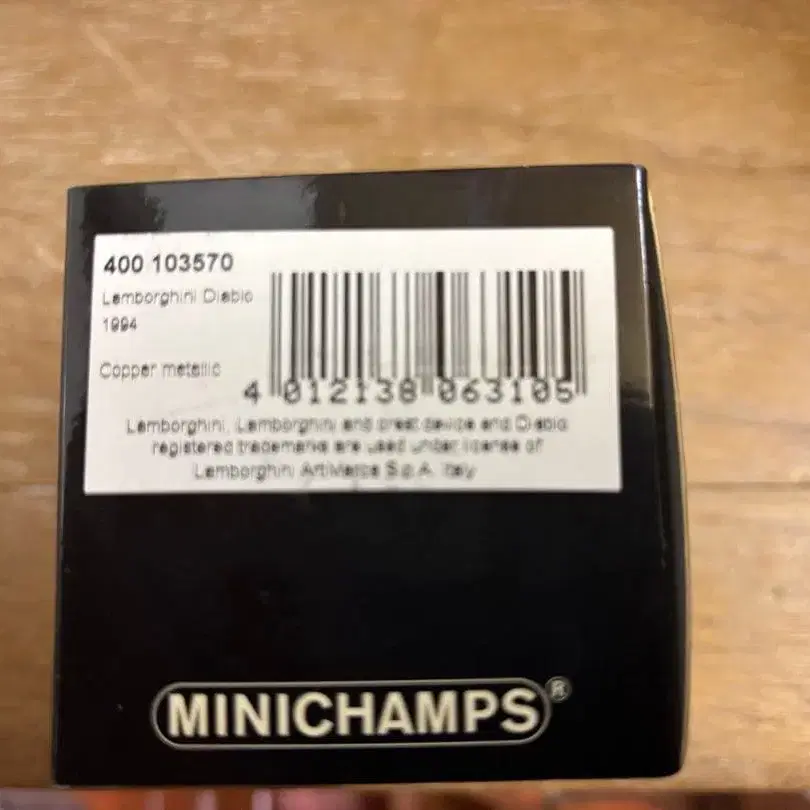 400 103570
Lamborghini Diablo
1994
Copper metallic
4 012138 063105
Lamborghini, Lamborghini and crest device and Diablo
registered trademarks are used under license of
Lamborghini ArtiMarca S.p.A. Italy
MINICHAMPS®